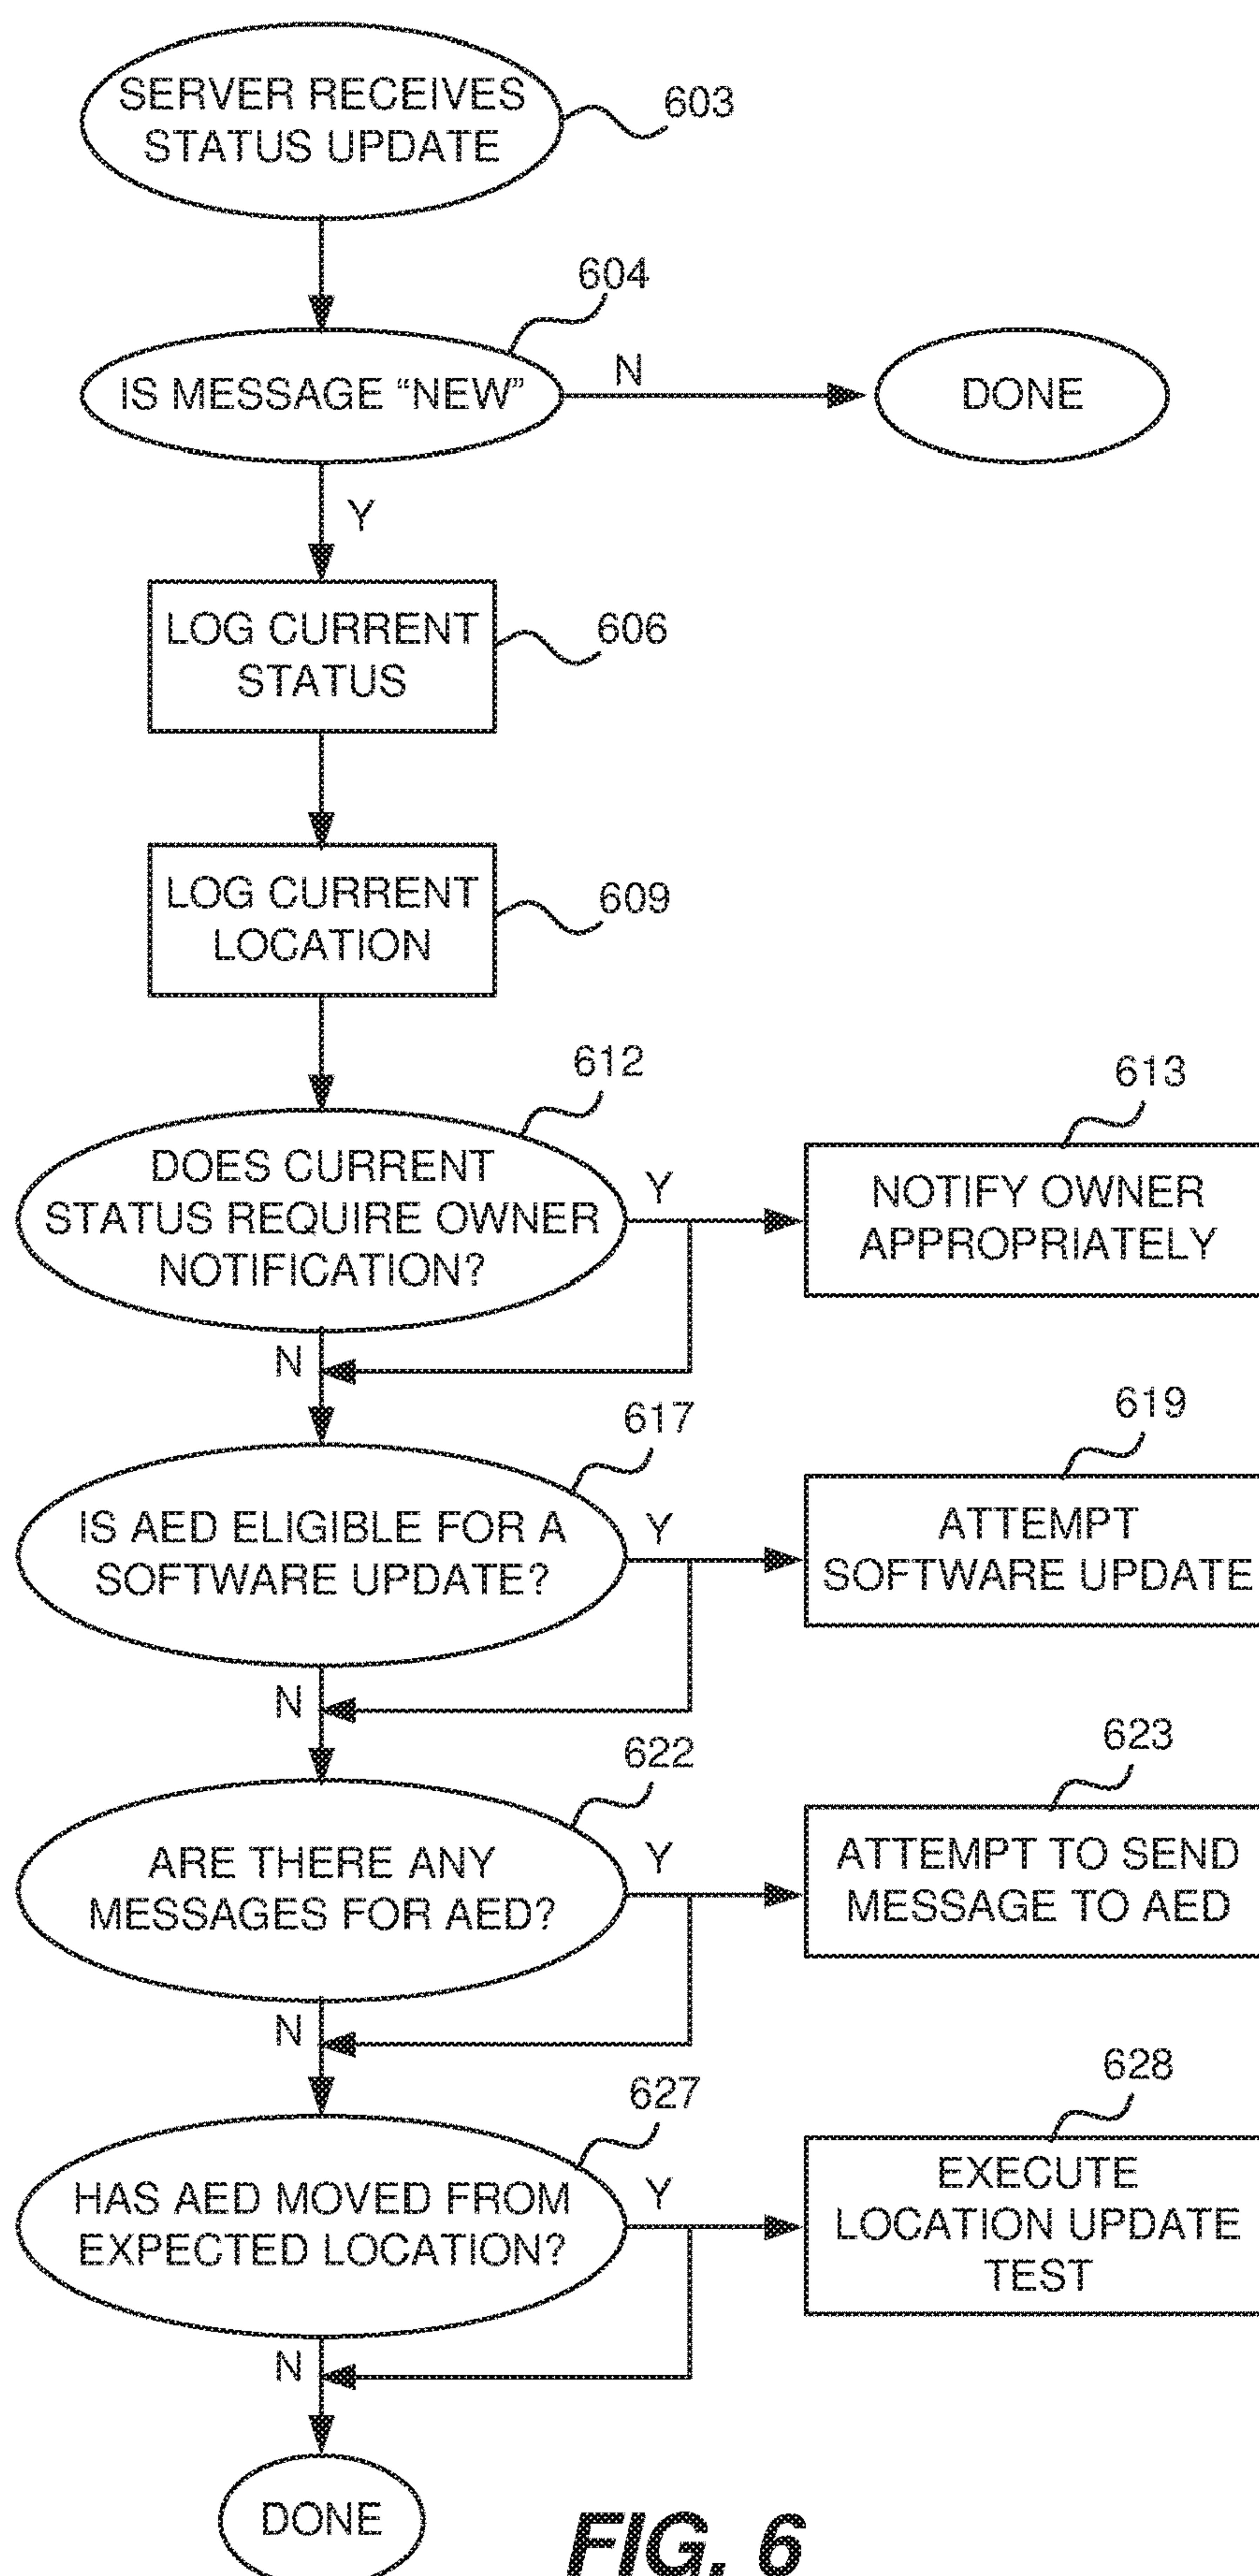 SERVER RECEIVES
STATUS UPDATE
603
604
IS MESSAGE “NEW”
N
DONE
Y
LOG CURRENT
STATUS
606
LOG CURRENT
LOCATION
609
612
DOES CURRENT
STATUS REQUIRE OWNER
NOTIFICATION?
Y
613
NOTIFY OWNER
APPROPRIATELY
N
617
IS AED ELIGIBLE FOR A
SOFTWARE UPDATE?
Y
619
ATTEMPT
SOFTWARE UPDATE
N
622
ARE THERE ANY
MESSAGES FOR AED?
Y
623
ATTEMPT TO SEND
MESSAGE TO AED
N
627
HAS AED MOVED FROM
EXPECTED LOCATION?
Y
628
EXECUTE
LOCATION UPDATE
TEST
N
DONE
FIG. 6